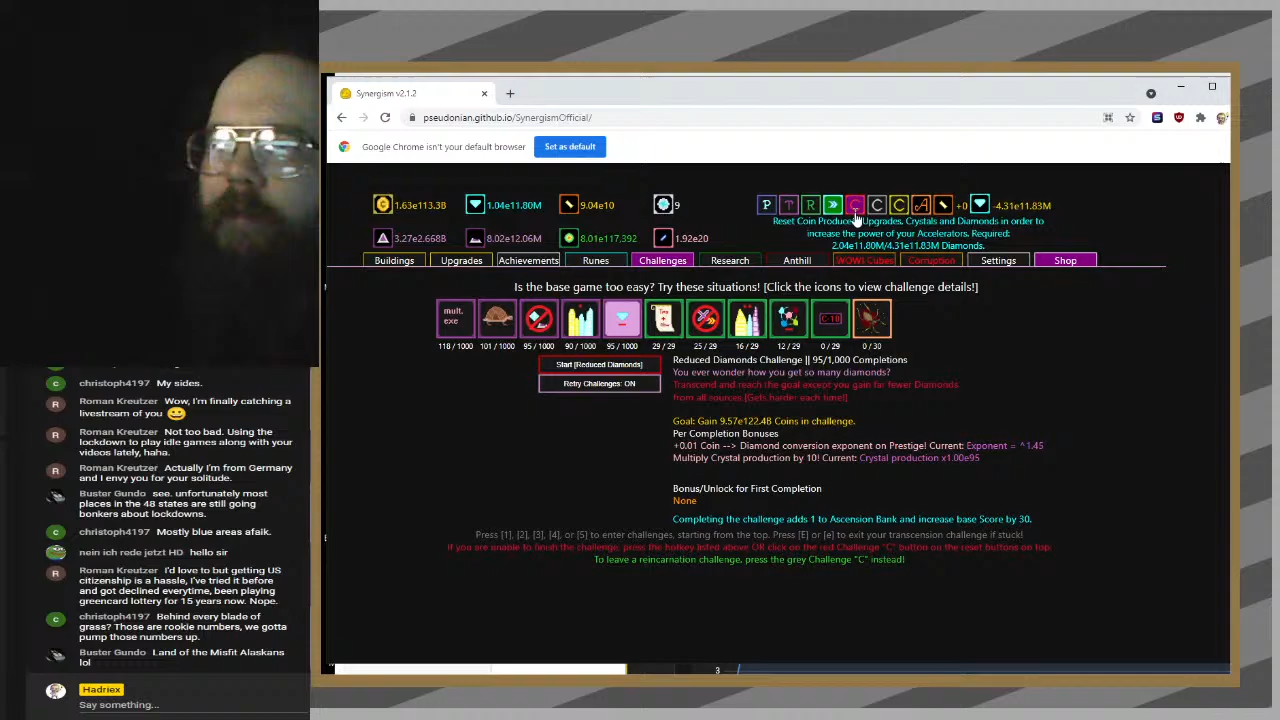 Synergism v2.1.2
pseudonian.github.io/SynergismOfficial/
Google Chrome isn't your default browser
Set as default
1.63e113.3B
1.04e11.80M
9.04e10
9
P T R C C C A +0 -4.31e11.83M
3.27e2.668B
8.02e12.06M
8.01e117,392
1.92e20
Reset Coin Producers, Upgrades, Crystals and Diamonds in order to
increase the power of your Accelerators. Required:
2.04e11.80M/4.31e11.83M Diamonds.
Buildings
Upgrades
Achievements
Runes
Challenges
Research
Anthill
WOW! Cubes
Corruption
Settings
Shop
Is the base game too easy? Try these situations! [Click the icons to view challenge details!]
mult.
exe
C-10
118 / 1000
101 / 1000
95 / 1000
90 / 1000
95 / 1000
29 / 29
25 / 29
16 / 29
12 / 29
0 / 29
0 / 30
Start [Reduced Diamonds]
Retry Challenges: ON
Reduced Diamonds Challenge || 95/1,000 Completions
You ever wonder how you get so many diamonds?
Transcend and reach the goal except you gain far fewer Diamonds
from all sources [Gets harder each time!]
Goal: Gain 9.57e122.4B Coins in challenge.
Per Completion Bonuses
+0.01 Coin --> Diamond conversion exponent on Prestige! Current: Exponent = ^1.45
Multiply Crystal production by 10! Current: Crystal production x1.00e95
Bonus/Unlock for First Completion
None
Completing the challenge adds 1 to Ascension Bank and increase base Score by 30.
Press [1], [2], [3], [4], or [5] to enter challenges, starting from the top. Press [E] or [e] to exit your transcension challenge if stuck!
If you are unable to finish the challenge, press the hotkey listed above OR click on the red Challenge "C" button on the reset buttons on top.
To leave a reincarnation challenge, press the grey Challenge "C" instead!
3
christoph4197 My sides.
Roman Kreutzer Wow, I'm finally catching a
livestream of you
Roman Kreutzer Not too bad. Using the
lockdown to play idle games along with your
videos lately, haha.
Roman Kreutzer Actually I'm from Germany
and I envy you for your solitude.
Buster Gundo see. unfortunately most
places in the 48 states are still going
bonkers about lockdowns.
christoph4197 Mostly blue areas afaik.
nein ich rede jetzt HD hello sir
Roman Kreutzer I'd love to but getting US
citizenship is a hassle, I've tried it before
and got declined everytime, been playing
greencard lottery for 15 years now. Nope.
christoph4197 Behind every blade of
grass? Those are rookie numbers, we gotta
pump those numbers up.
Buster Gundo Land of the Misfit Alaskans
lol
Hadriex
Say something...